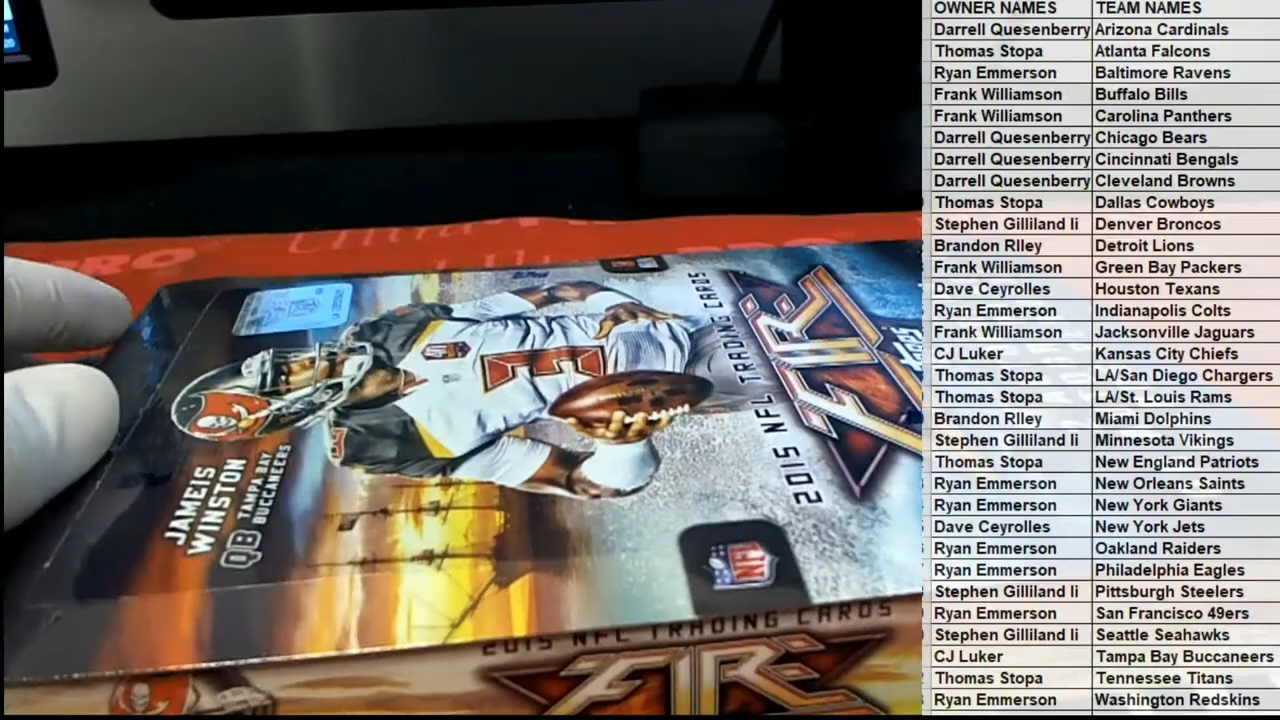 OWNER NAMES TEAM NAMES
Darrell Quesenberry Arizona Cardinals
Thomas Stopa Atlanta Falcons
Ryan Emmerson Baltimore Ravens
Frank Williamson Buffalo Bills
Frank Williamson Carolina Panthers
Darrell Quesenberry Chicago Bears
Darrell Quesenberry Cincinnati Bengals
Darrell Quesenberry Cleveland Browns
Thomas Stopa Dallas Cowboys
Stephen Gilliland Ii Denver Broncos
Brandon RIley Detroit Lions
Frank Williamson Green Bay Packers
Dave Ceyrolles Houston Texans
Ryan Emmerson Indianapolis Colts
Frank Williamson Jacksonville Jaguars
CJ Luker Kansas City Chiefs
Thomas Stopa LA/San Diego Chargers
Thomas Stopa LA/St. Louis Rams
Brandon RIley Miami Dolphins
Stephen Gilliland Ii Minnesota Vikings
Thomas Stopa New England Patriots
Ryan Emmerson New Orleans Saints
Ryan Emmerson New York Giants
Dave Ceyrolles New York Jets
Ryan Emmerson Oakland Raiders
Ryan Emmerson Philadelphia Eagles
Stephen Gilliland Ii Pittsburgh Steelers
Ryan Emmerson San Francisco 49ers
Stephen Gilliland Ii Seattle Seahawks
CJ Luker Tampa Bay Buccaneers
Thomas Stopa Tennessee Titans
Ryan Emmerson Washington Redskins
PRO
Ultra
JAMEIS
WINSTON
QB TAMPA BAY
BUCCANEERS
3
2015 NFL TRADING CARDS
FIRE
NFL
2015 NFL TRADING CARDS
FIRE